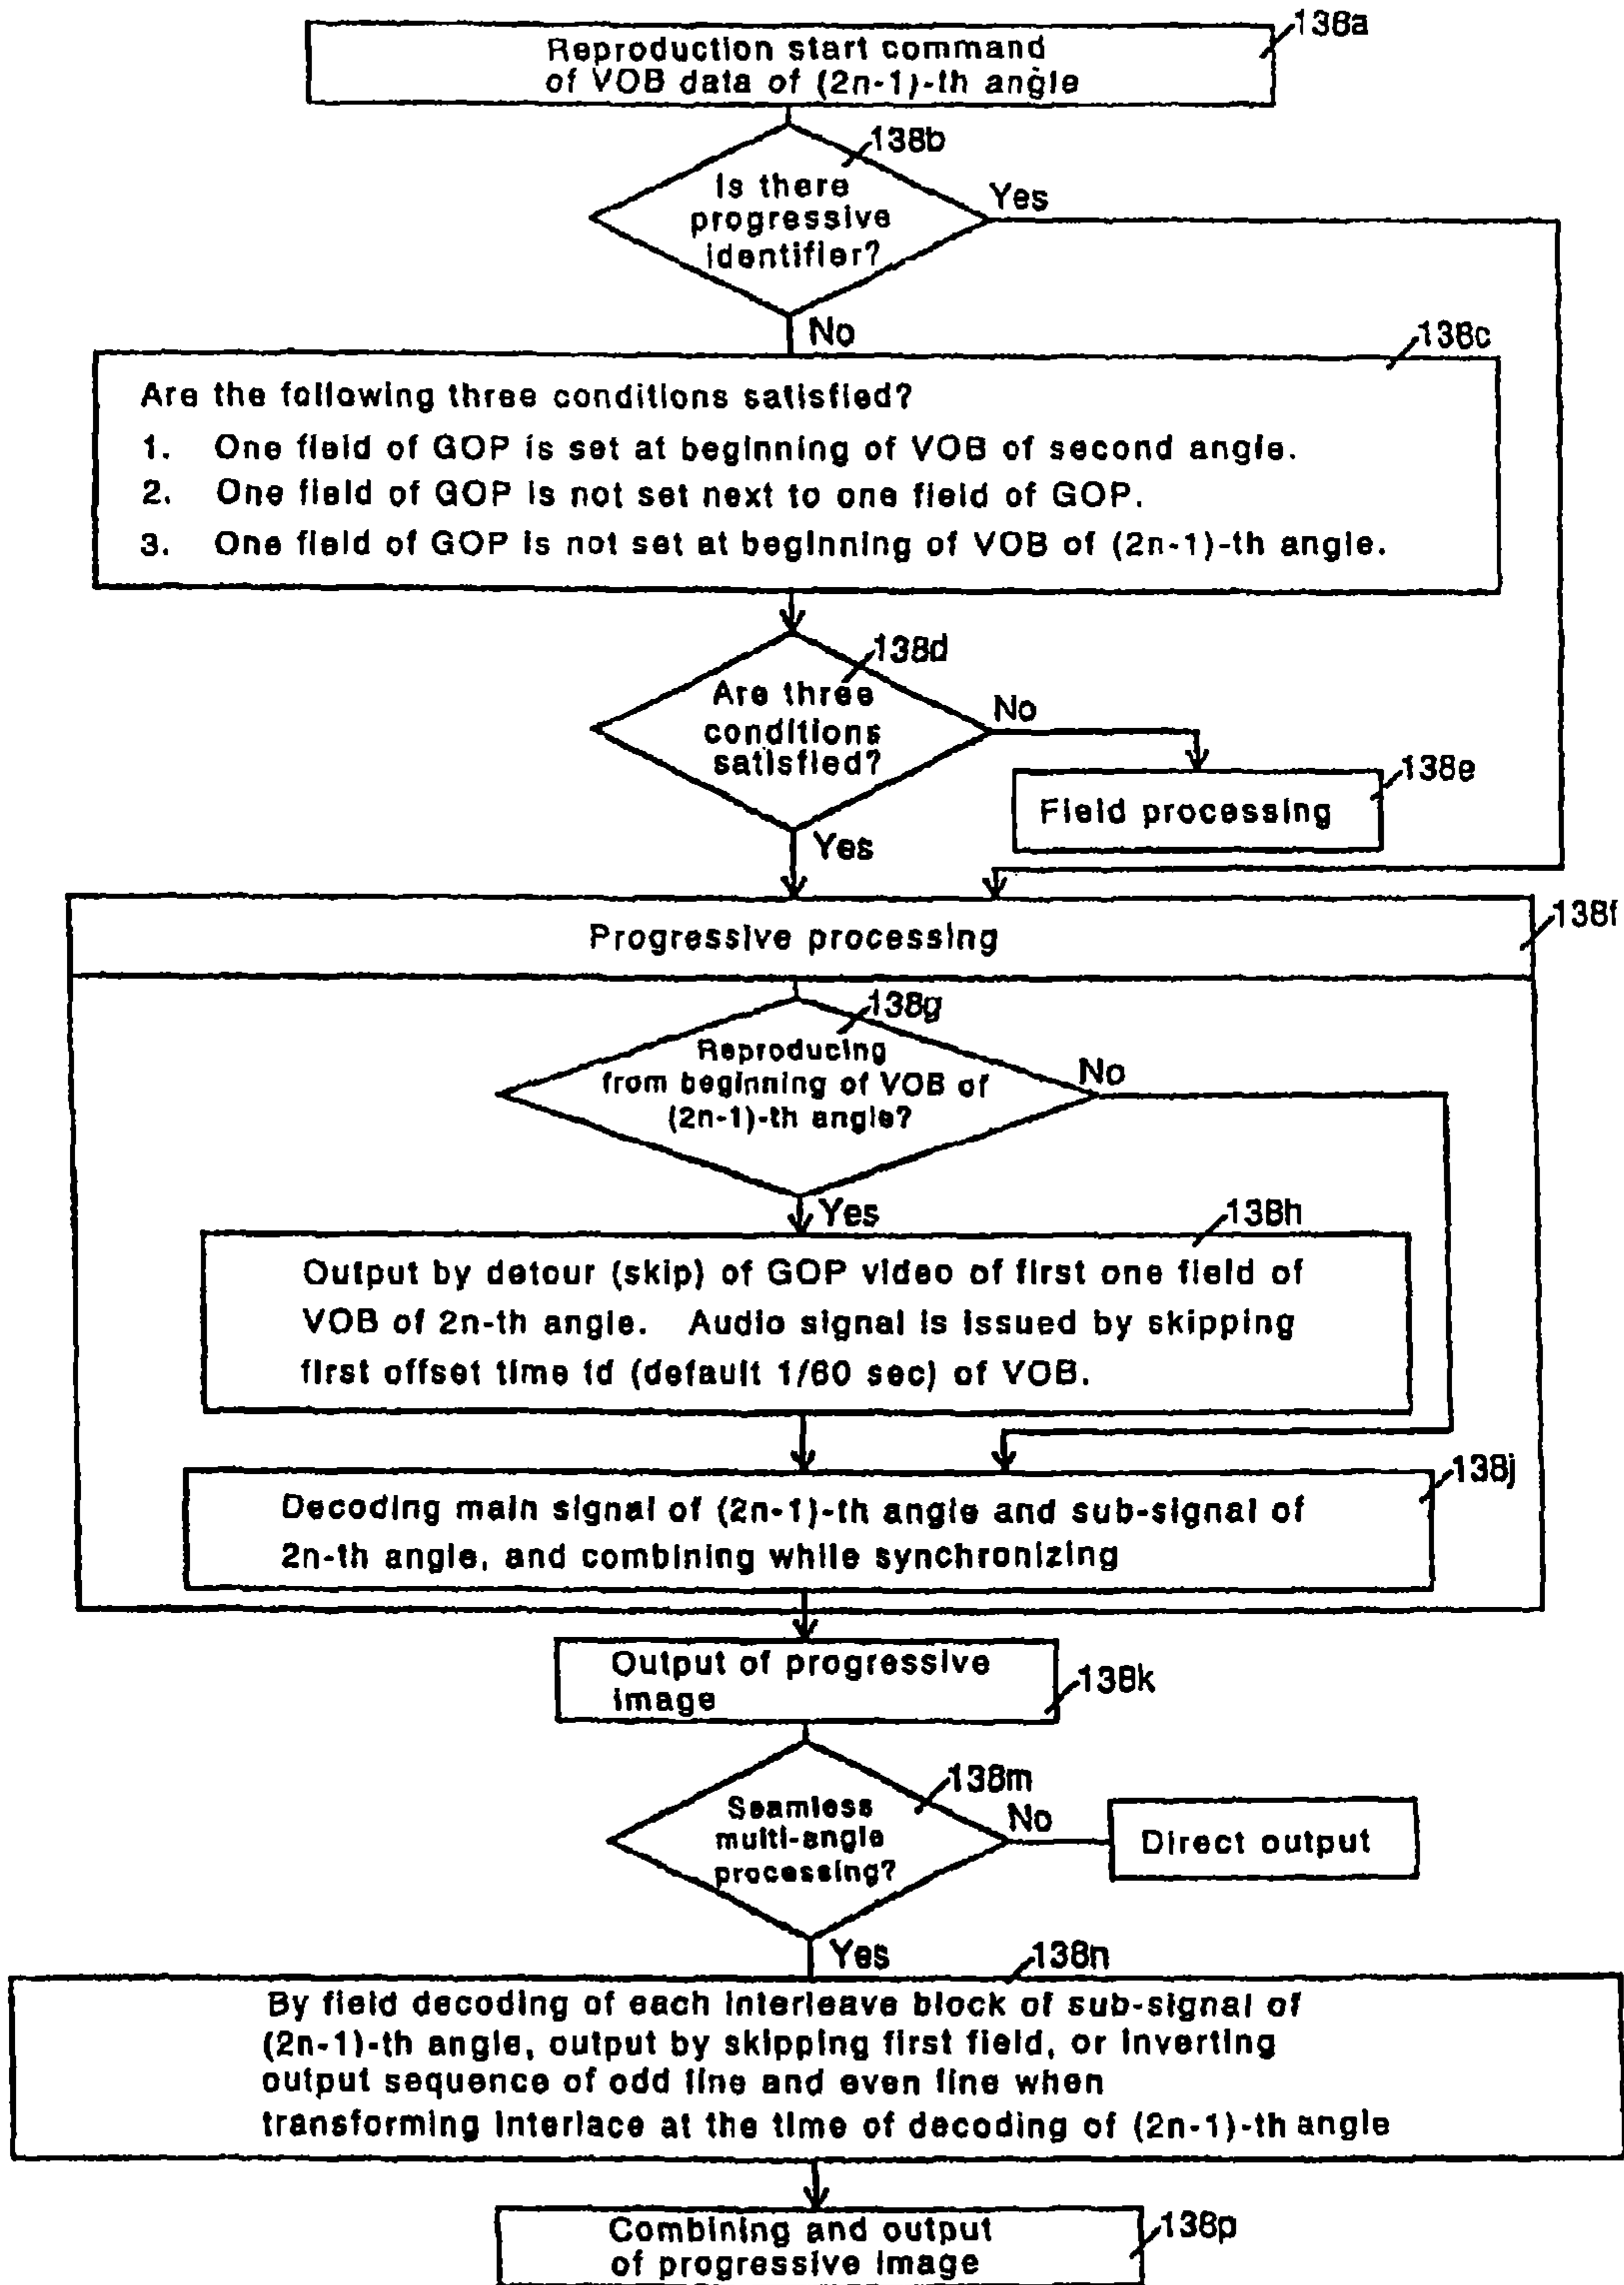 138a
Reproduction start command
of VOB data of (2n-1)-th angle
138b
Is there
progressive
identifier?
Yes
No
138c
Are the following three conditions satisfied?
1. One field of GOP is set at beginning of VOB of second angle.
2. One field of GOP is not set next to one field of GOP.
3. One field of GOP is not set at beginning of VOB of (2n-1)-th angle.
138d
Are three
conditions
satisfied?
No
138e
Field processing
Yes
138f
Progressive processing
138g
Reproducing
from beginning of VOB of
(2n-1)-th angle?
No
Yes
138h
Output by detour (skip) of GOP video of first one field of
VOB of 2n-th angle. Audio signal is issued by skipping
first offset time td (default 1/60 sec) of VOB.
138j
Decoding main signal of (2n-1)-th angle and sub-signal of
2n-th angle, and combining while synchronizing
Output of progressive
image
138k
138m
Seamless
multi-angle
processing?
No
Direct output
Yes
138n
By field decoding of each interleave block of sub-signal of
(2n-1)-th angle, output by skipping first field, or inverting
output sequence of odd line and even line when
transforming interlace at the time of decoding of (2n-1)-th angle
Combining and output
of progressive image
138p